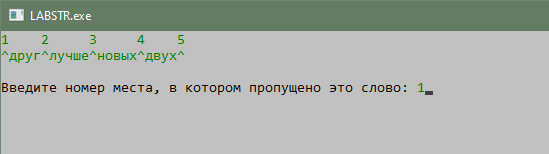 LABSTR.exe
1    2     3     4    5
^друг^лучше^новых^двух^
Введите номер места, в котором пропущено это слово: 1